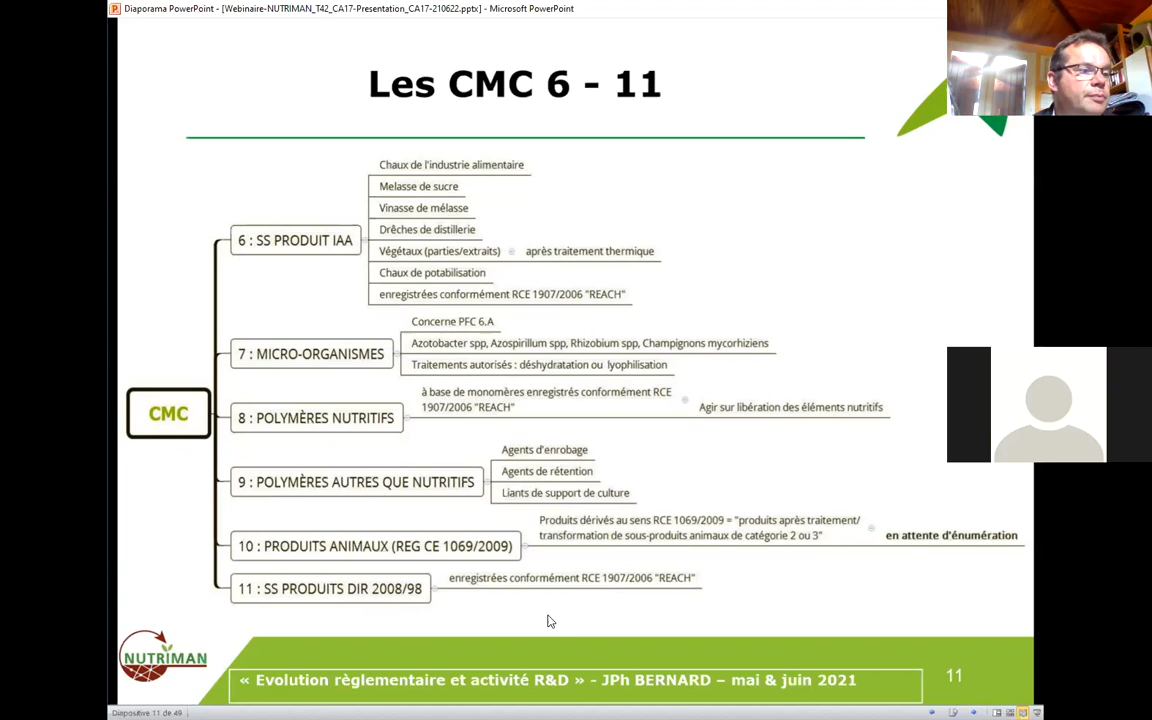 Diaporama PowerPoint - [Webinaire-NUTRIMAN_T42_CA17-Presentation_CA17-210622.pptx] - Microsoft PowerPoint
Les CMC 6 - 11
CMC
6 : SS PRODUIT IAA
Chaux de l'industrie alimentaire
Melasse de sucre
Vinasse de mélasse
Drêches de distillerie
Végétaux (parties/extraits)
après traitement thermique
Chaux de potabilisation
enregistrées conformément RCE 1907/2006 "REACH"
7 : MICRO-ORGANISMES
Concerne PFC 6.A
Azotobacter spp, Azospirillum spp, Rhizobium spp, Champignons mycorhiziens
Traitements autorisés : déshydratation ou lyophilisation
8 : POLYMÈRES NUTRITIFS
à base de monomères enregistrés conformément RCE
1907/2006 "REACH"
Agir sur libération des éléments nutritifs
9 : POLYMÈRES AUTRES QUE NUTRITIFS
Agents d'enrobage
Agents de rétention
Liants de support de culture
10 : PRODUITS ANIMAUX (REG CE 1069/2009)
Produits dérivés au sens RCE 1069/2009 = "produits après traitement/
transformation de sous-produits animaux de catégorie 2 ou 3"
en attente d'énumération
11 : SS PRODUITS DIR 2008/98
enregistrées conformément RCE 1907/2006 "REACH"
NUTRIMAN
« Evolution règlementaire et activité R&D » - JPh BERNARD – mai & juin 2021
11
Diapositive 11 de 49